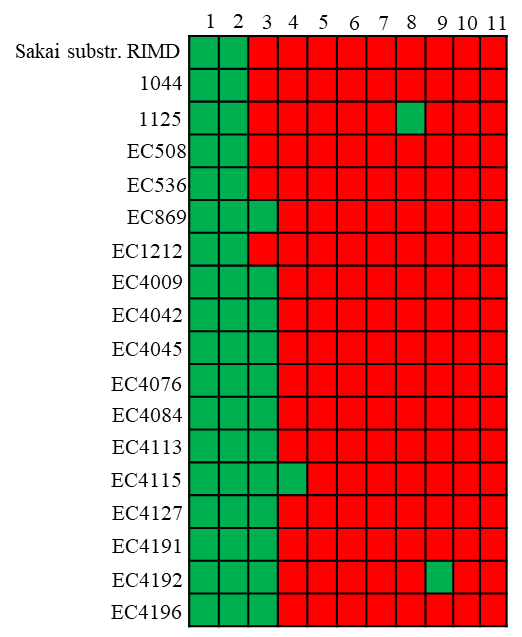 1 2 3 4 5 6 7 8 9 10 11
Sakai substr. RIMD
1044
1125
EC508
EC536
EC869
EC1212
EC4009
EC4042
EC4045
EC4076
EC4084
EC4113
EC4115
EC4127
EC4191
EC4192
EC4196